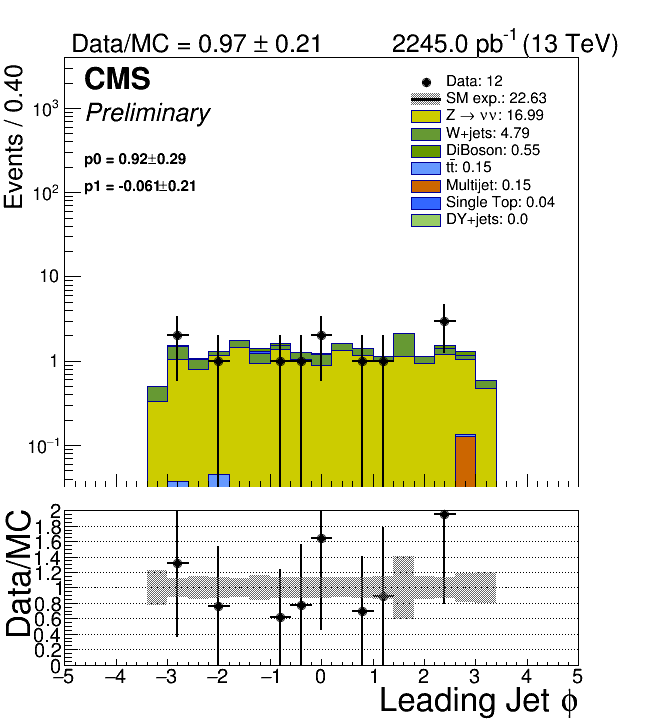 Data/MC = 0.97 ± 0.21 2245.0 pb⁻¹ (13 TeV)
CMS
Preliminary
p0 = 0.92±0.29
p1 = -0.061±0.21
Data: 12
SM exp.: 22.63
Z → νν: 16.99
W+jets: 4.79
DiBoson: 0.55
tt̄: 0.15
Multijet: 0.15
Single Top: 0.04
DY+jets: 0.0
Events / 0.40
10³
10²
10
1
10⁻¹
Data/MC
2
1.8
1.6
1.4
1.2
1
0.8
0.6
0.4
0.2
0
−5 −4 −3 −2 −1 0 1 2 3 4 5
Leading Jet ϕ